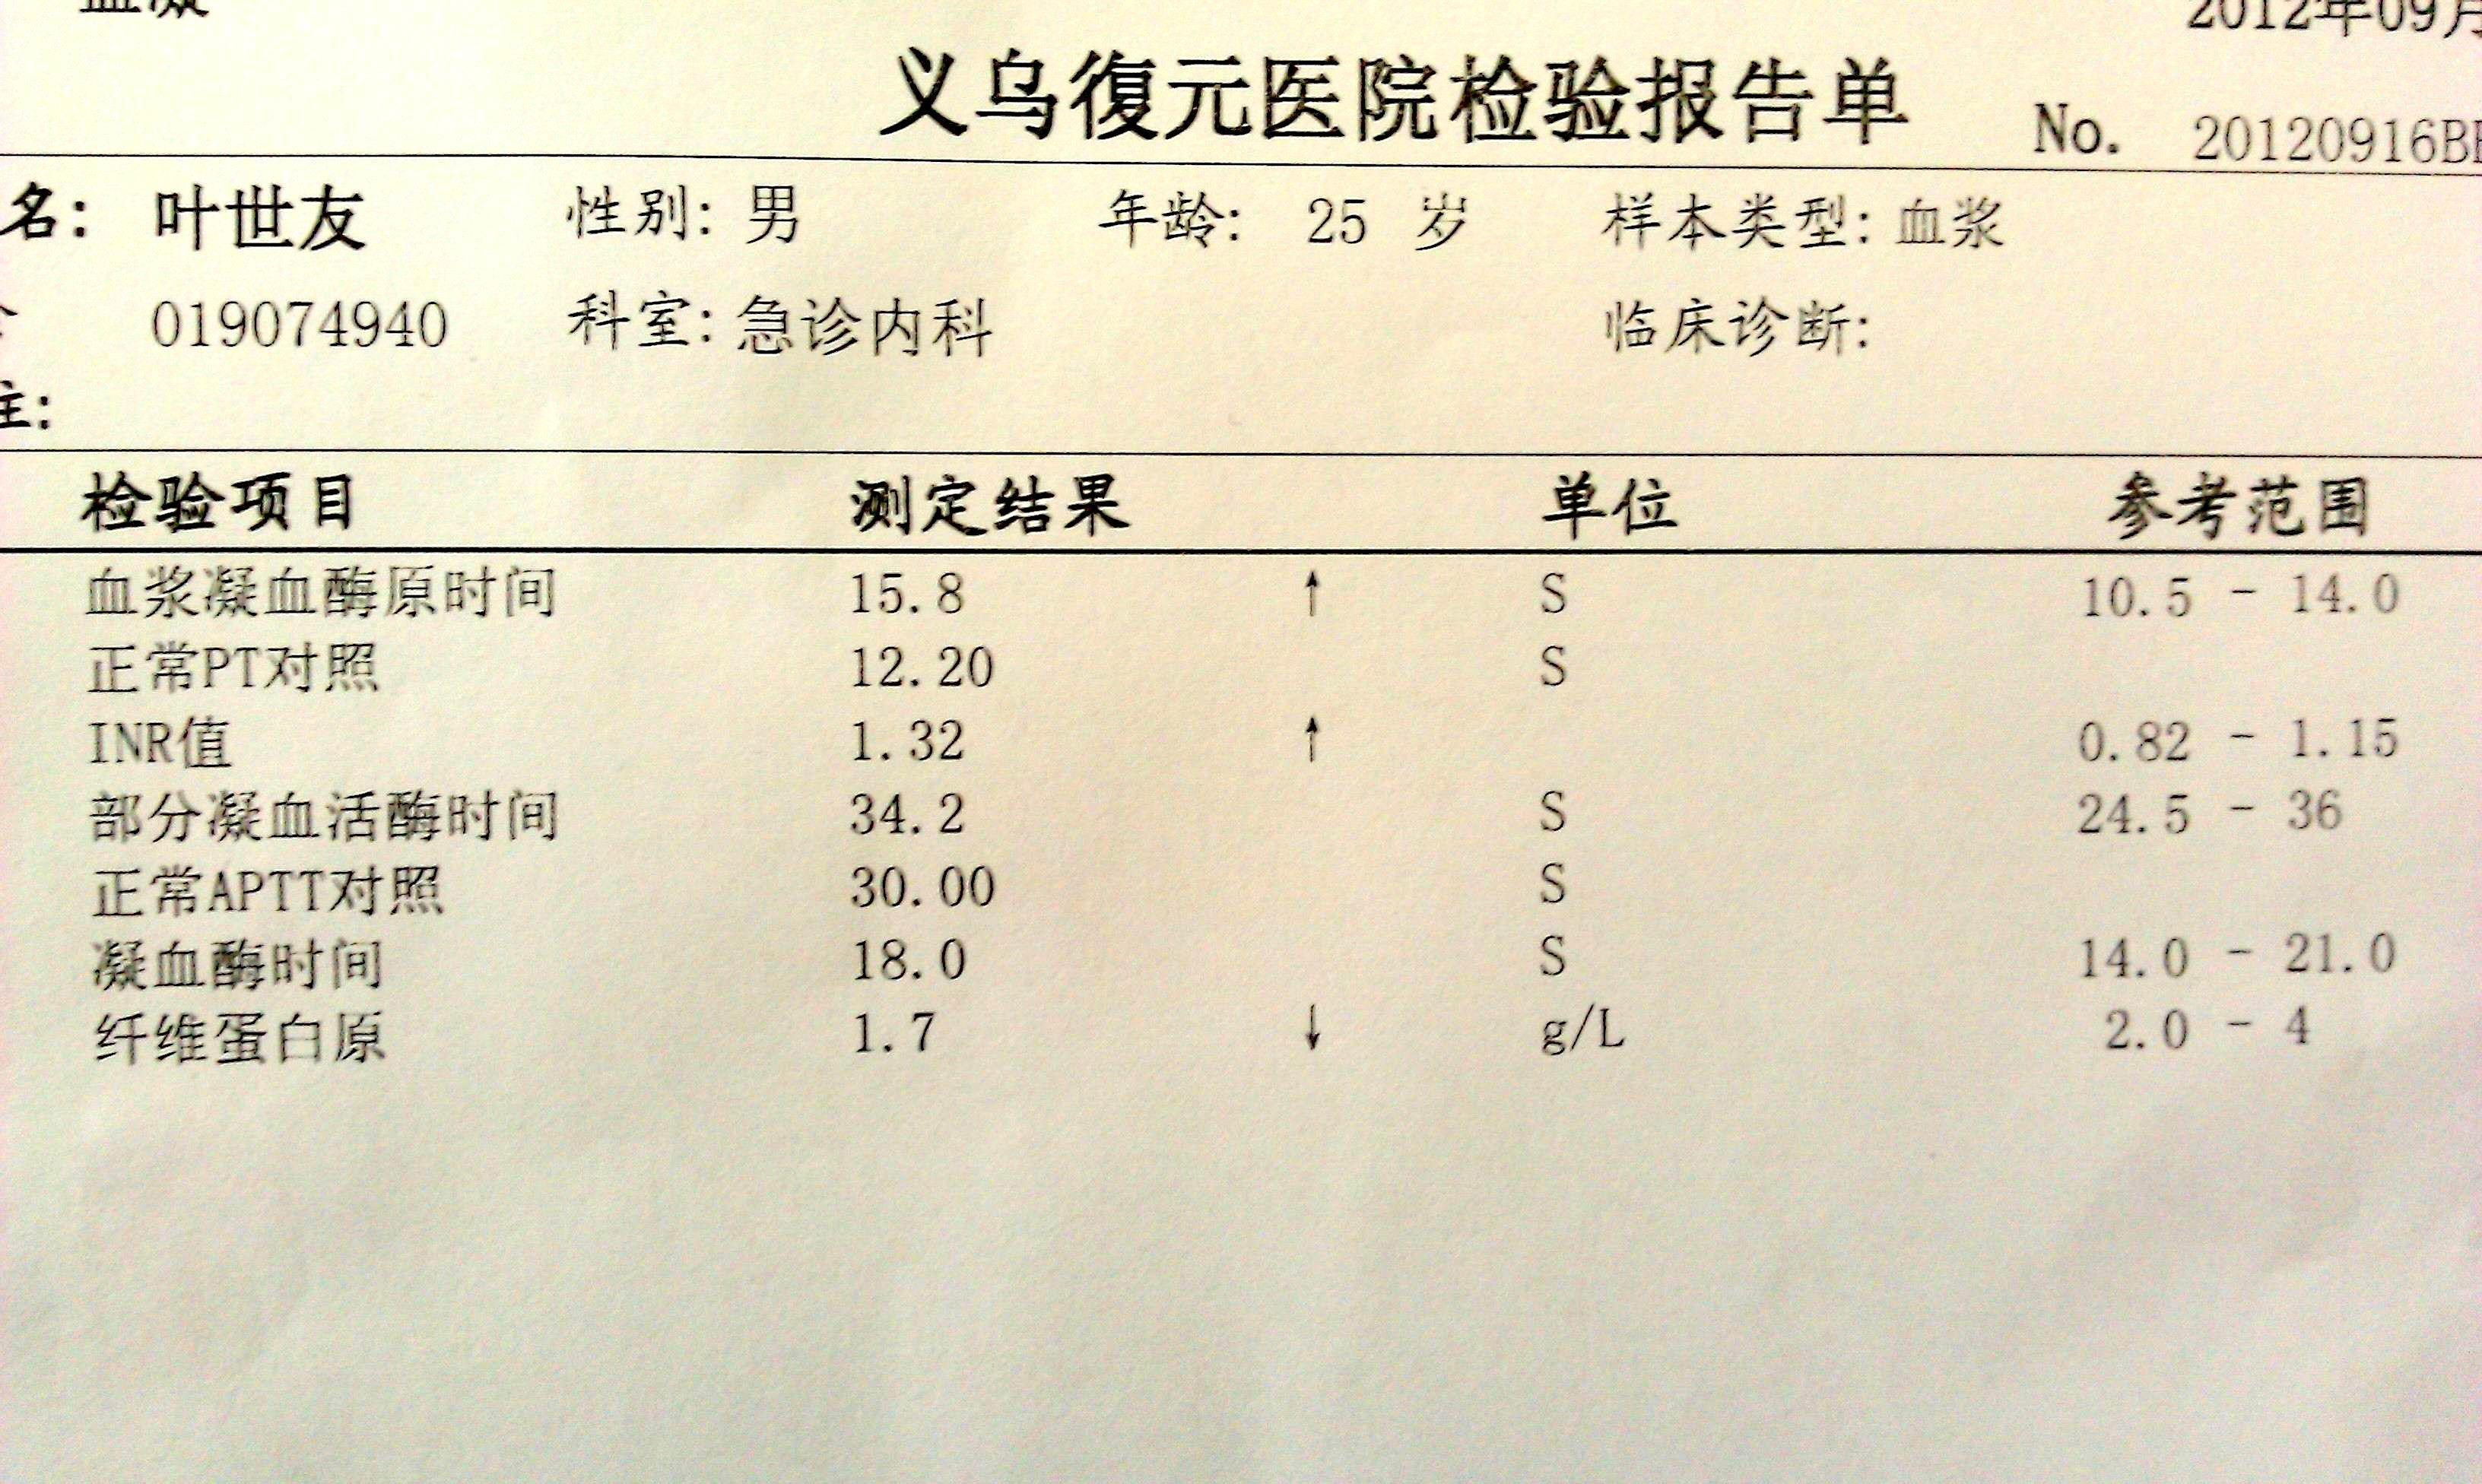 血凝 2012年09月
义乌復元医院检验报告单
No. 20120916B
名: 叶世友 性别: 男 年龄: 25 岁 样本类型: 血浆
019074940 科室: 急诊内科 临床诊断:
注:
检验项目 测定结果 单位 参考范围
血浆凝血酶原时间 15.8 ↑ S 10.5 - 14.0
正常PT对照 12.20 S
INR值 1.32 ↑ 0.82 - 1.15
部分凝血活酶时间 34.2 S 24.5 - 36
正常APTT对照 30.00 S
凝血酶时间 18.0 S 14.0 - 21.0
纤维蛋白原 1.7 ↓ g/L 2.0 - 4